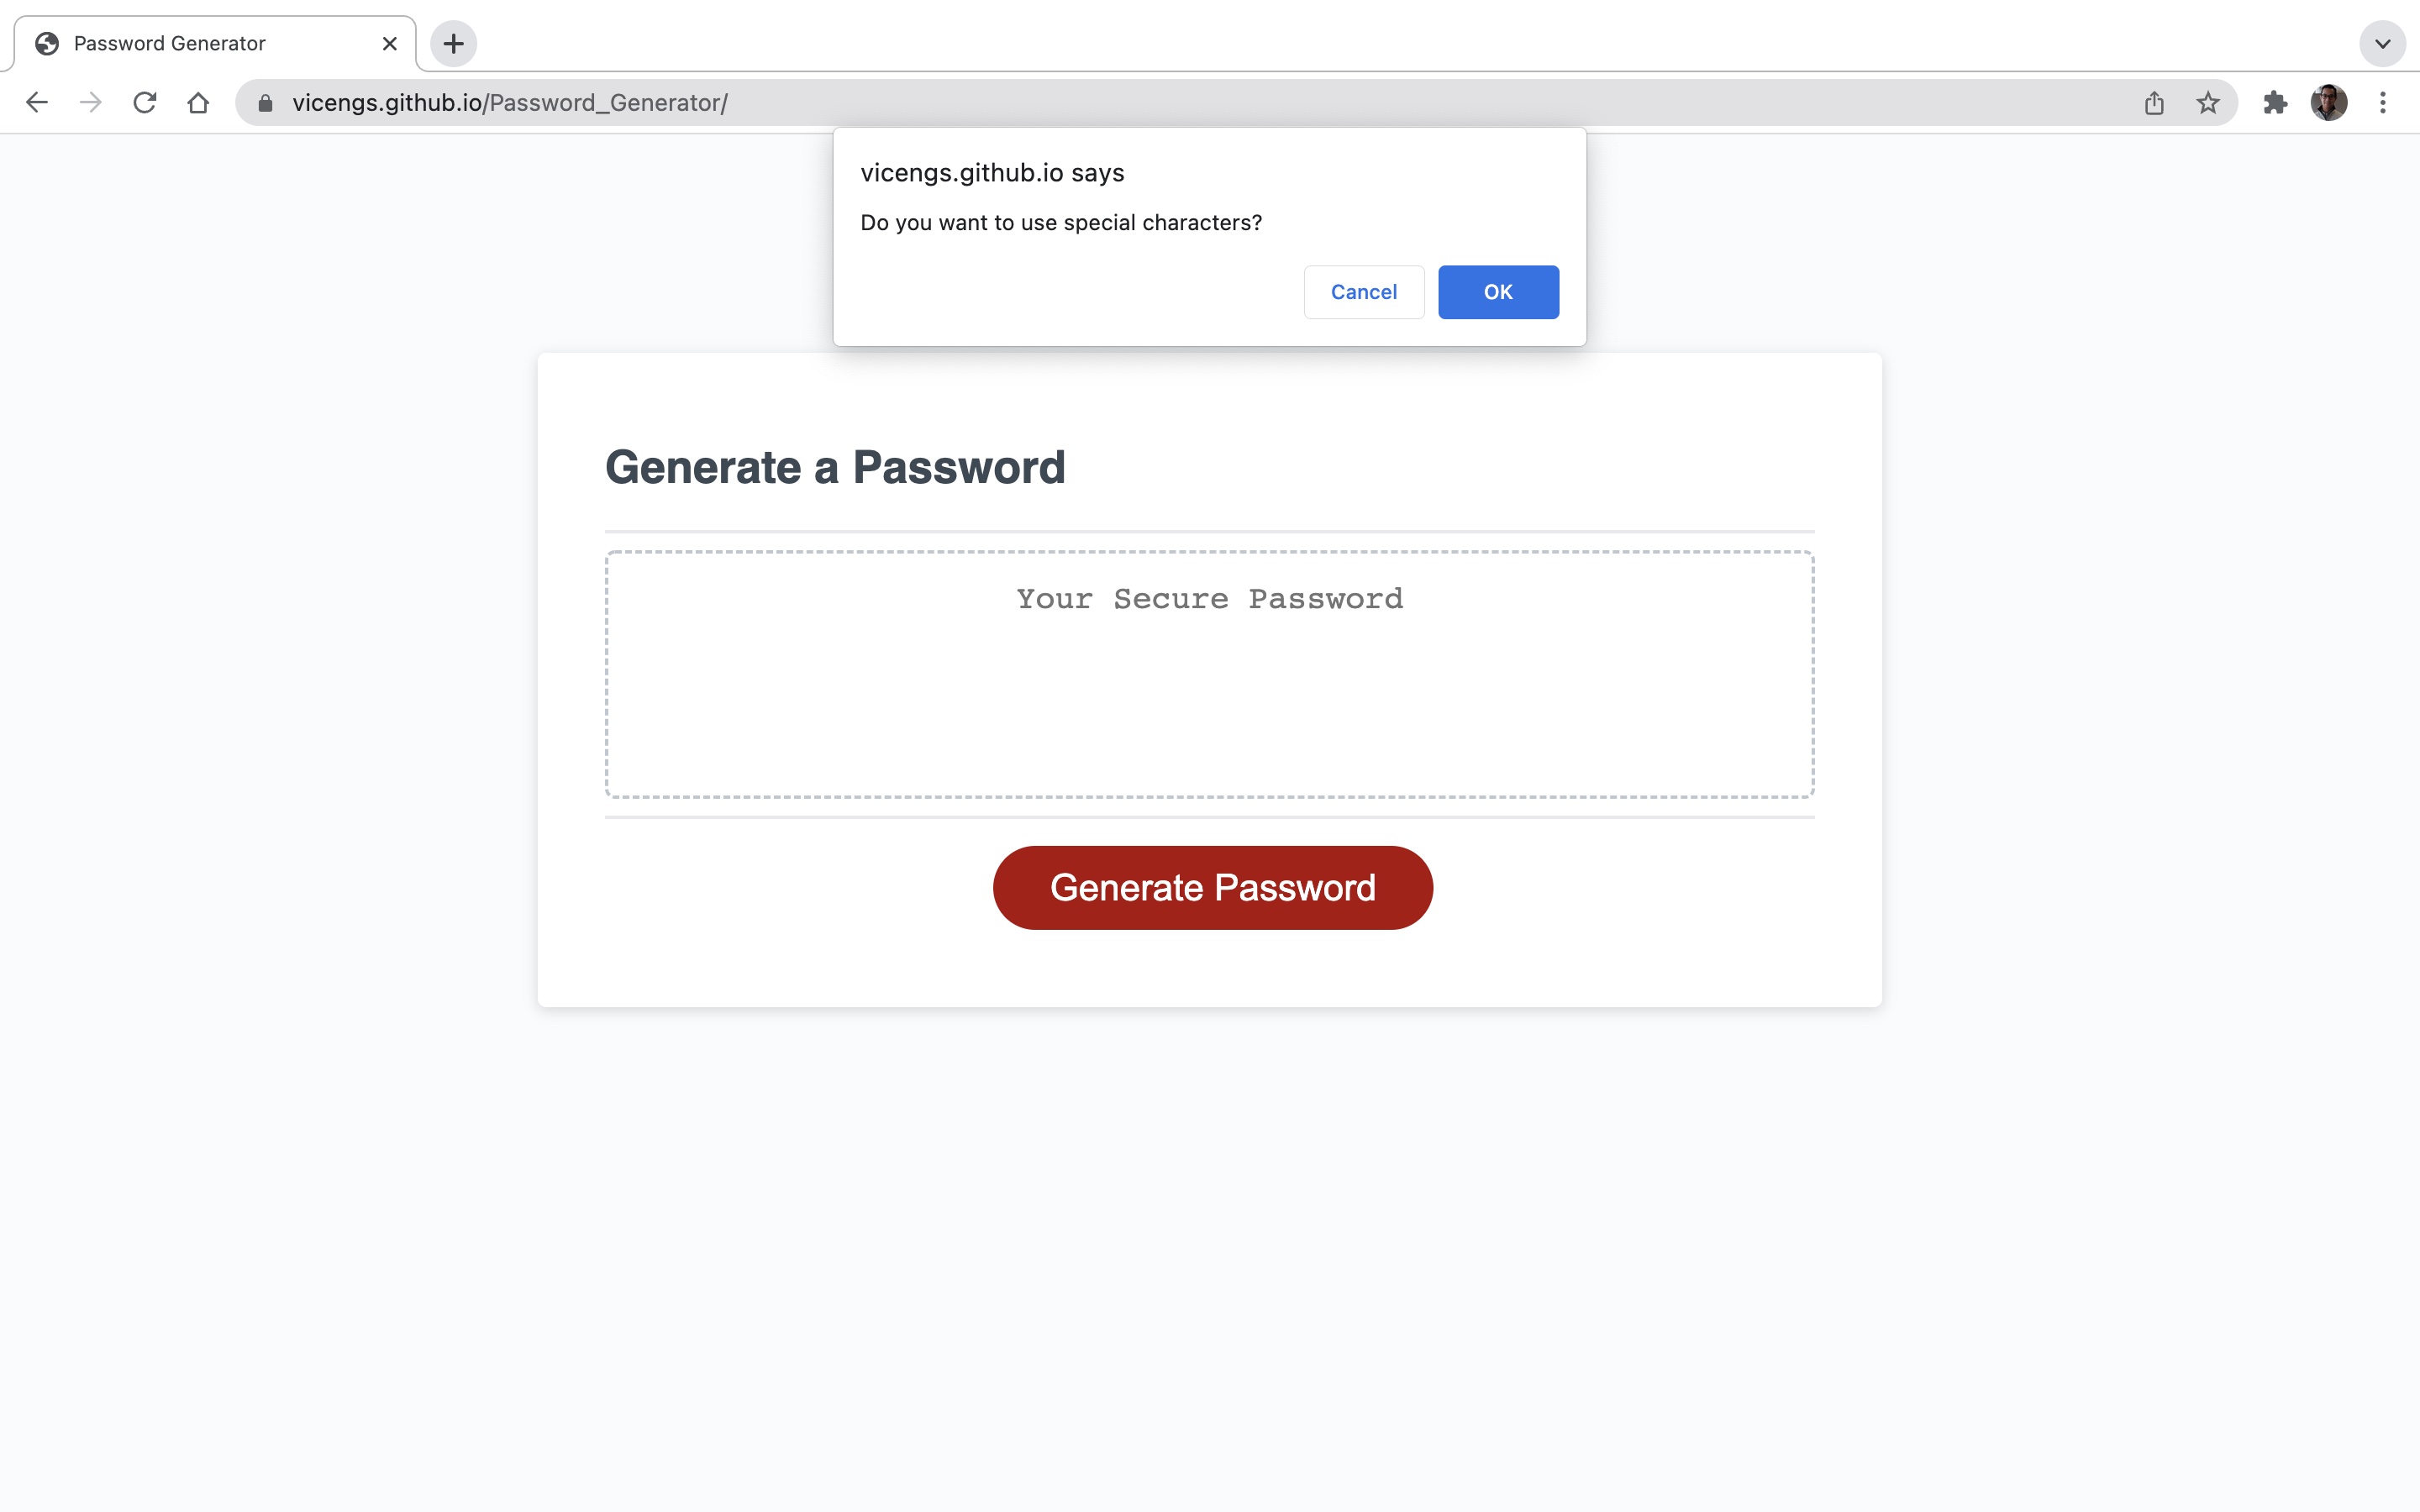 Password Generator
vicengs.github.io/Password_Generator/
vicengs.github.io says
Do you want to use special characters?
Cancel
OK
Generate a Password
Your Secure Password
Generate Password